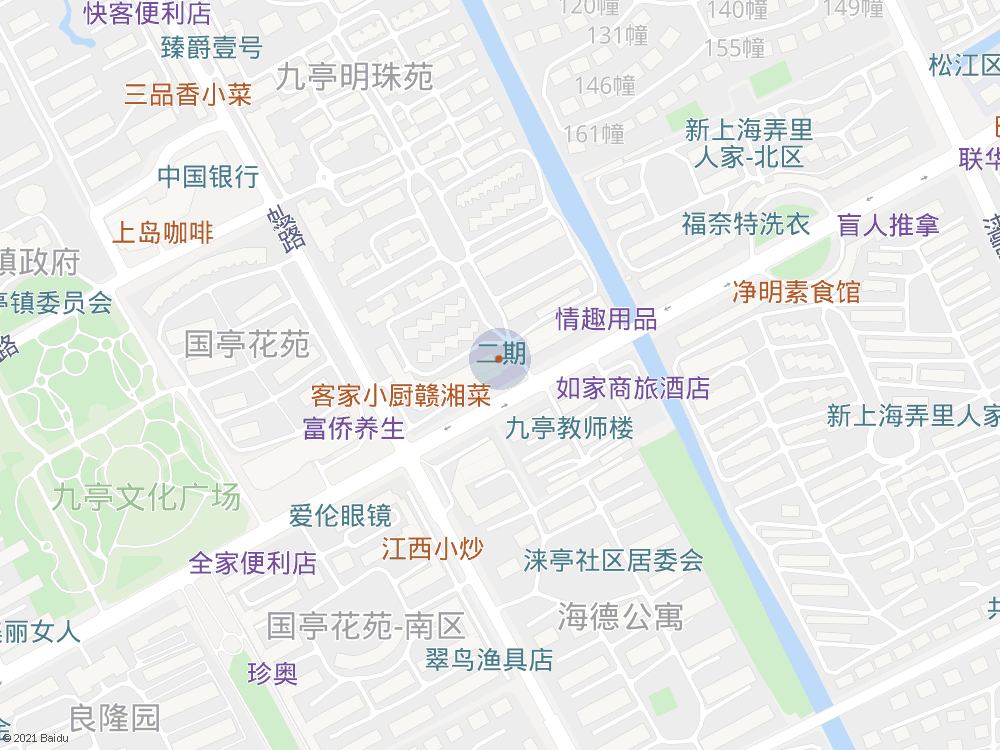 快客便利店
120幢
140幢
149幢
131幢
臻爵壹号
155幢
松江区
九亭明珠苑
三品香小菜
146幢
161幢
新上海弄里
人家-北区
联华
中国银行
上岛咖啡
福奈特洗衣
盲人推拿
镇政府
亭镇委员会
净明素食馆
情趣用品
国亭花苑
二期
路
客家小厨赣湘菜
如家商旅酒店
富侨养生
九亭教师楼
新上海弄里人家
九亭文化广场
爱伦眼镜
江西小炒
全家便利店
涞亭社区居委会
海德公寓
国亭花苑-南区
丽女人
翠鸟渔具店
珍奥
良隆园
© 2021 Baidu